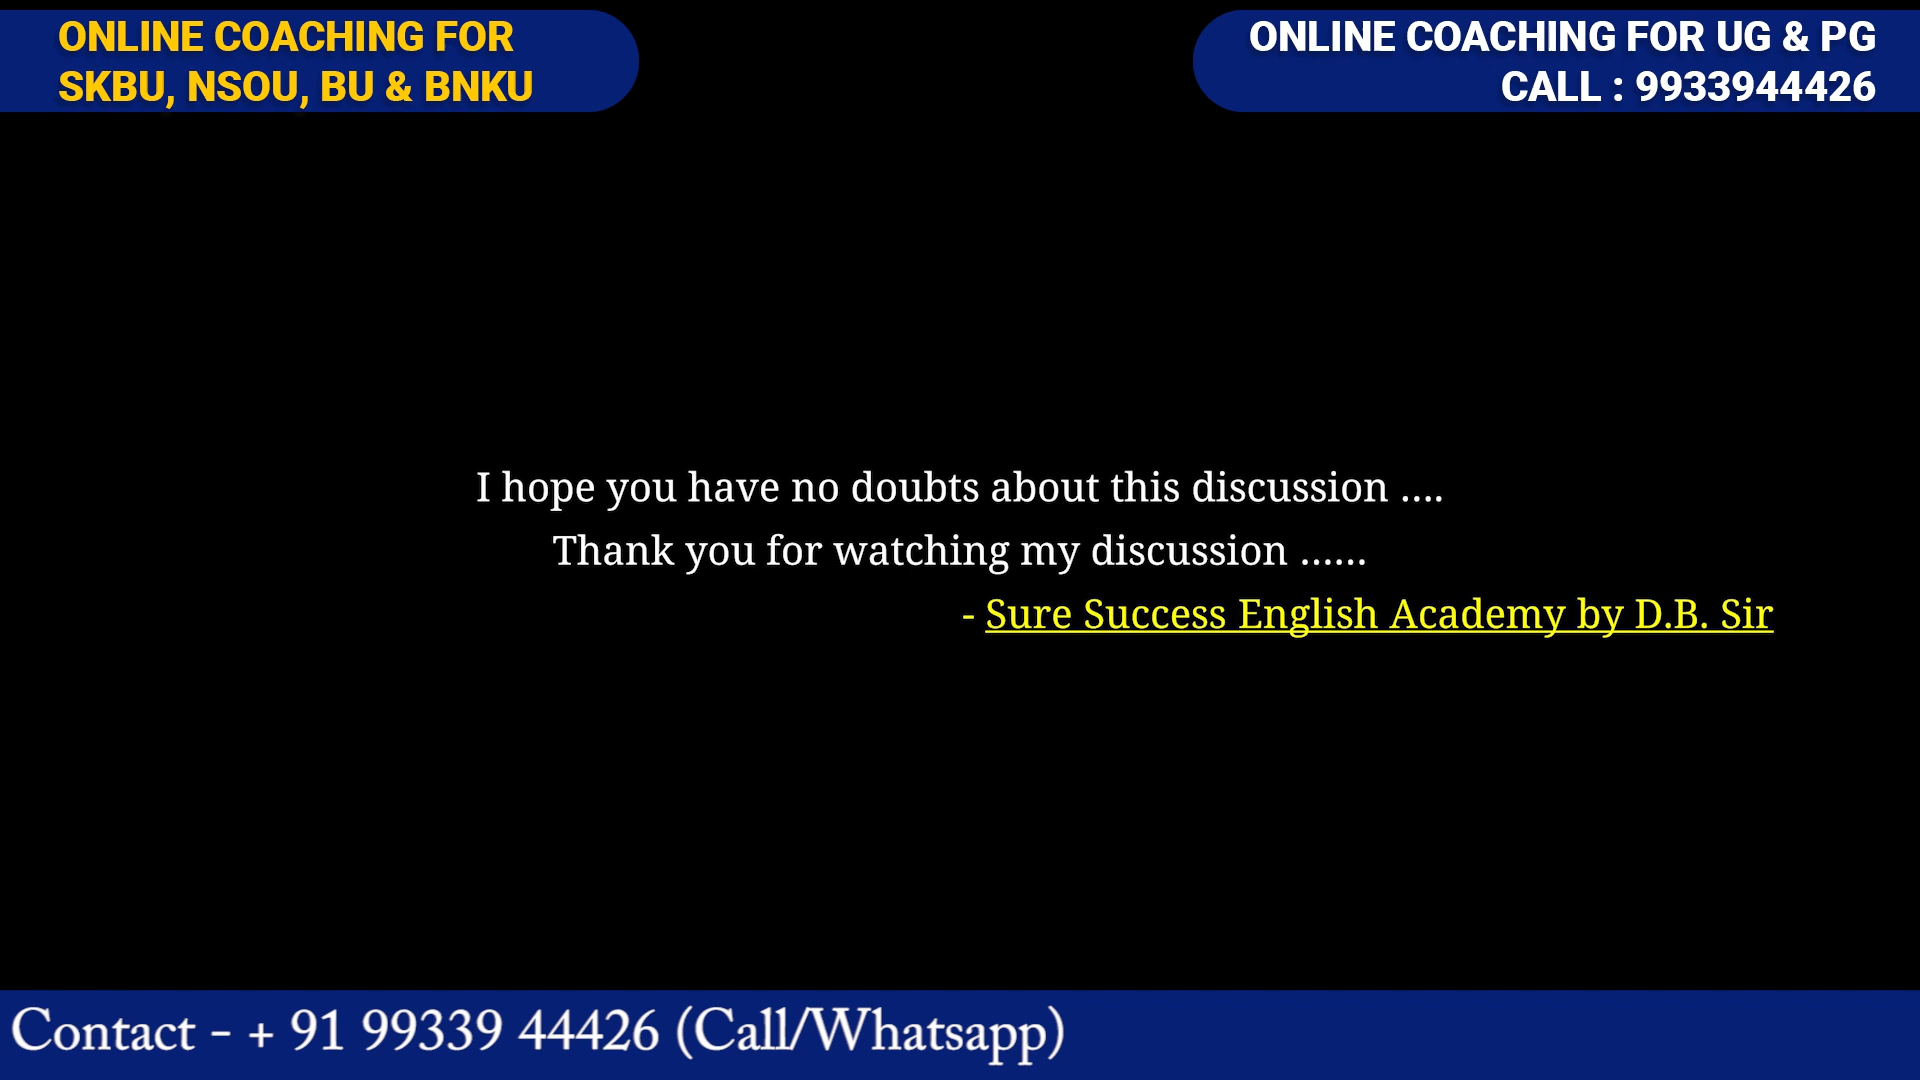 ONLINE COACHING FOR
SKBU, NSOU, BU & BNKU
ONLINE COACHING FOR UG & PG
CALL : 9933944426
I hope you have no doubts about this discussion ….
Thank you for watching my discussion ……
- Sure Success English Academy by D.B. Sir
Contact - + 91 99339 44426 (Call/Whatsapp)